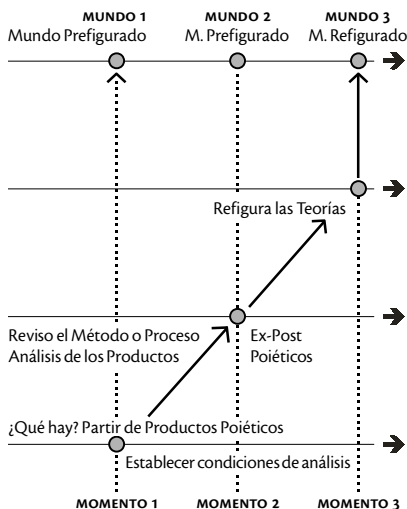 MUNDO 1
Mundo Prefigurado
MUNDO 2
M. Prefigurado
MUNDO 3
M. Refigurado
Refigura las Teorías
Reviso el Método o Proceso
Análisis de los Productos
Ex-Post
Poiéticos
¿Qué hay? Partir de Productos Poiéticos
Establecer condiciones de análisis
MOMENTO 1
MOMENTO 2
MOMENTO 3